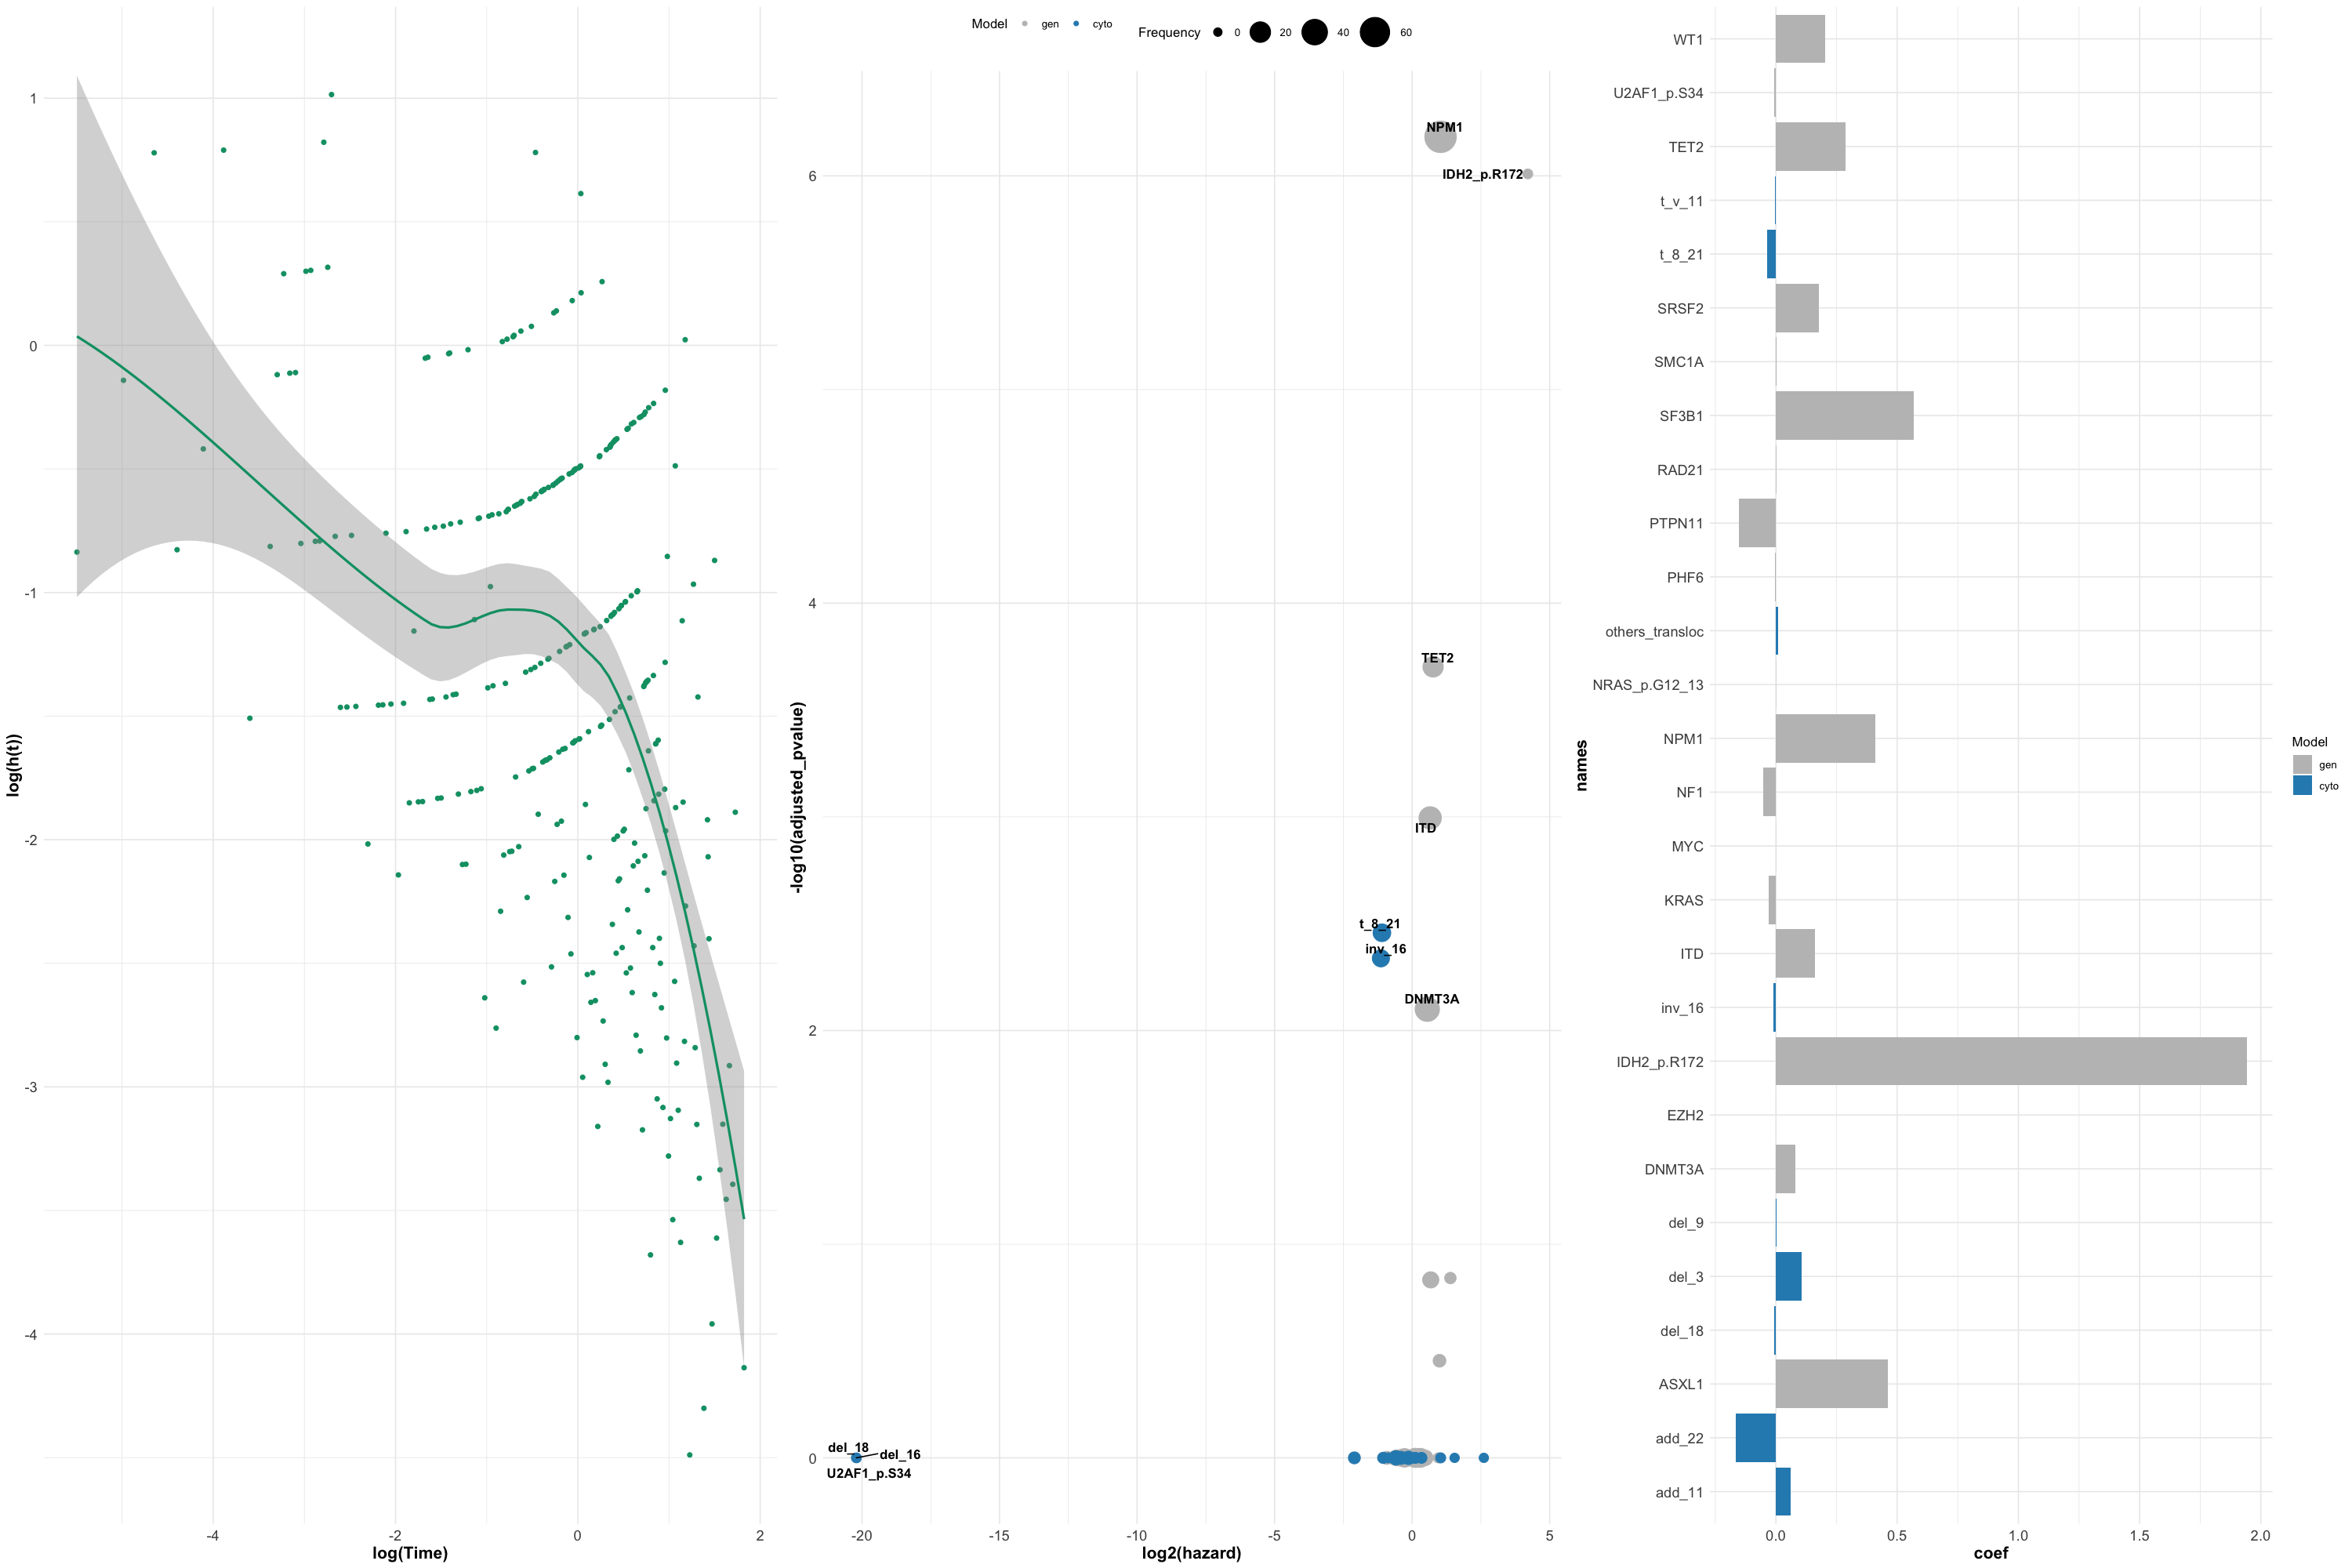 1
0
-1
-2
-3
-4
-4
-2
0
2
log(Time)
log(h(t))
Model gen cyto
Frequency 0 20 40 60
NPM1
IDH2_p.R172
TET2
ITD
t_8_21
inv_16
DNMT3A
del_18
del_16
U2AF1_p.S34
6
4
2
0
-20
-15
-10
-5
0
5
log2(hazard)
-log10(adjusted_pvalue)
WT1
U2AF1_p.S34
TET2
t_v_11
t_8_21
SRSF2
SMC1A
SF3B1
RAD21
PTPN11
PHF6
others_transloc
NRAS_p.G12_13
NPM1
NF1
MYC
KRAS
ITD
inv_16
IDH2_p.R172
EZH2
DNMT3A
del_9
del_3
del_18
ASXL1
add_22
add_11
0.0
0.5
1.0
1.5
2.0
coef
names
Model
gen
cyto